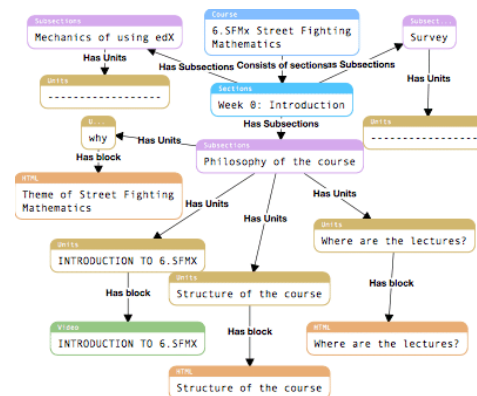 Subsections
Mechanics of using edX
Course
6.SFMx Street Fighting
Mathematics
Subsect...
Survey
Has Units
Has Subsections
Consists of sections
as Subsections
Has Units
Units
------------------
Sections
Week 0: Introduction
Units
------------------
Has Subsections
U...
why
Has Units
Subsections
Philosophy of the course
Has block
HTML
Theme of Street Fighting
Mathematics
Has Units
Has Units
Has Units
Units
Where are the lectures?
Units
INTRODUCTION TO 6.SFMX
Units
Structure of the course
Has block
Has block
Has block
Video
INTRODUCTION TO 6.SFMX
HTML
Where are the lectures?
HTML
Structure of the course